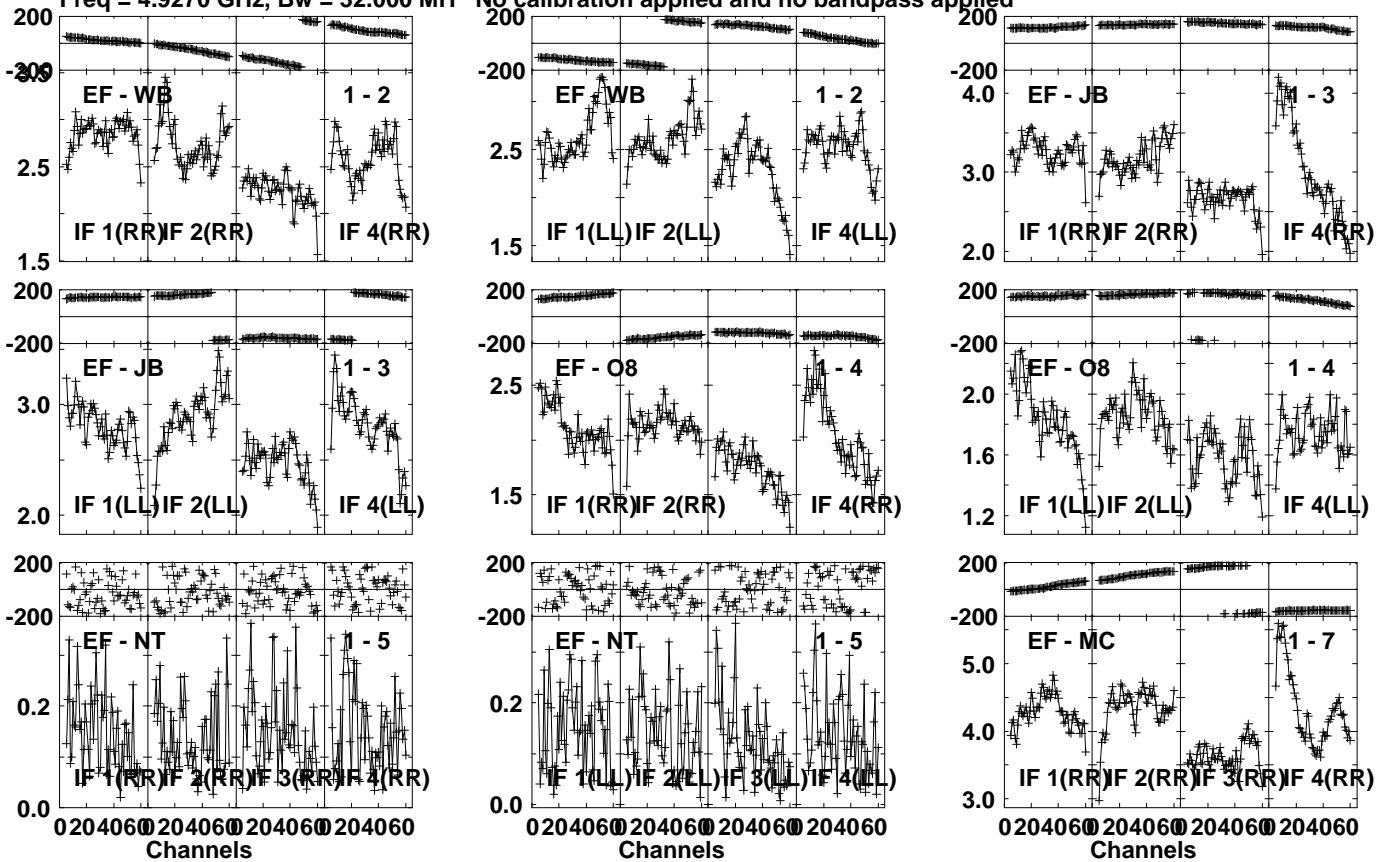 Freq = 4.9270 GHz, Bw = 32.000 MH No calibration applied and no bandpass applied
200
-200
3.5
2.5
1.5
EF - WB
1 - 2
IF 1(RR)
IF 2(RR)
IF 4(RR)
200
-200
2.5
1.5
EF - WB
1 - 2
IF 1(LL)
IF 2(LL)
IF 4(LL)
200
-200
4.0
3.0
2.0
EF - JB
1 - 3
IF 1(RR)
IF 2(RR)
IF 4(RR)
200
-200
3.0
2.0
EF - JB
1 - 3
IF 1(LL)
IF 2(LL)
IF 4(LL)
200
-200
2.5
1.5
EF - O8
1 - 4
IF 1(RR)
IF 2(RR)
IF 4(RR)
200
-200
2.0
1.6
1.2
EF - O8
1 - 4
IF 1(LL)
IF 2(LL)
IF 4(LL)
200
-200
0.2
0.0
EF - NT
1 - 5
IF 1(RR)
IF 2(RR)
IF 3(RR)
IF 4(RR)
0 20 40 60 0 20 40 60 0 20 40 60 0 20 40 60
Channels
200
-200
0.2
0.0
EF - NT
1 - 5
IF 1(LL)
IF 2(LL)
IF 3(LL)
IF 4(LL)
0 20 40 60 0 20 40 60 0 20 40 60 0 20 40 60
Channels
200
-200
5.0
4.0
3.0
EF - MC
1 - 7
IF 1(RR)
IF 2(RR)
IF 3(RR)
IF 4(RR)
0 20 40 60 0 20 40 60 0 20 40 60 0 20 40 60
Channels